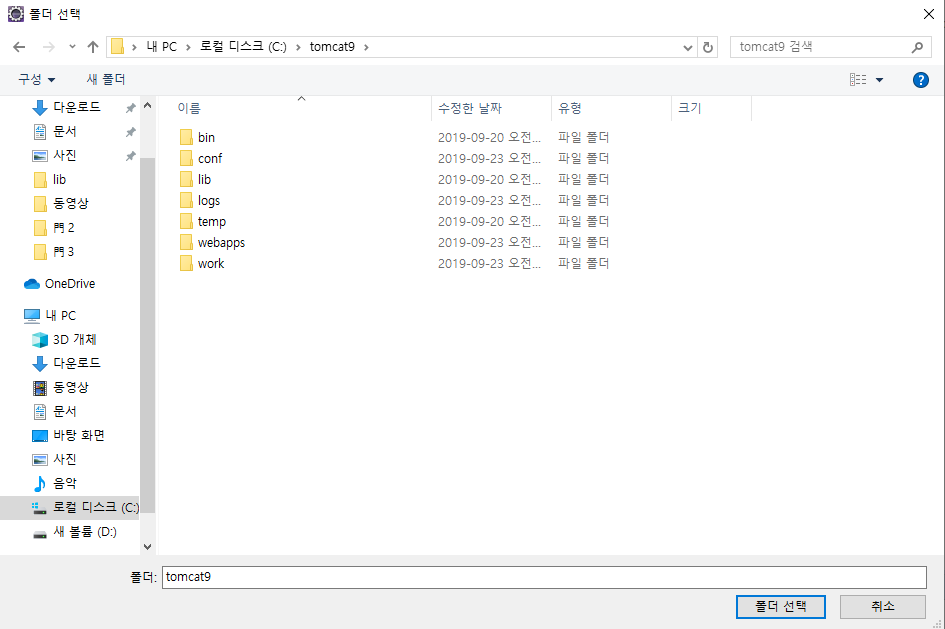 폴더 선택
내 PC 로컬 디스크 (C:) tomcat9
tomcat9 검색
구성 새 폴더
이름 수정한 날짜 유형 크기
다운로드
문서
사진
lib
동영상
門 2
門 3
OneDrive
내 PC
3D 개체
다운로드
동영상
문서
바탕 화면
사진
음악
로컬 디스크 (C:)
새 볼륨 (D:)
bin 2019-09-20 오전... 파일 폴더
conf 2019-09-23 오전... 파일 폴더
lib 2019-09-20 오전... 파일 폴더
logs 2019-09-23 오전... 파일 폴더
temp 2019-09-20 오전... 파일 폴더
webapps 2019-09-23 오전... 파일 폴더
work 2019-09-23 오전... 파일 폴더
폴더: tomcat9
폴더 선택 취소